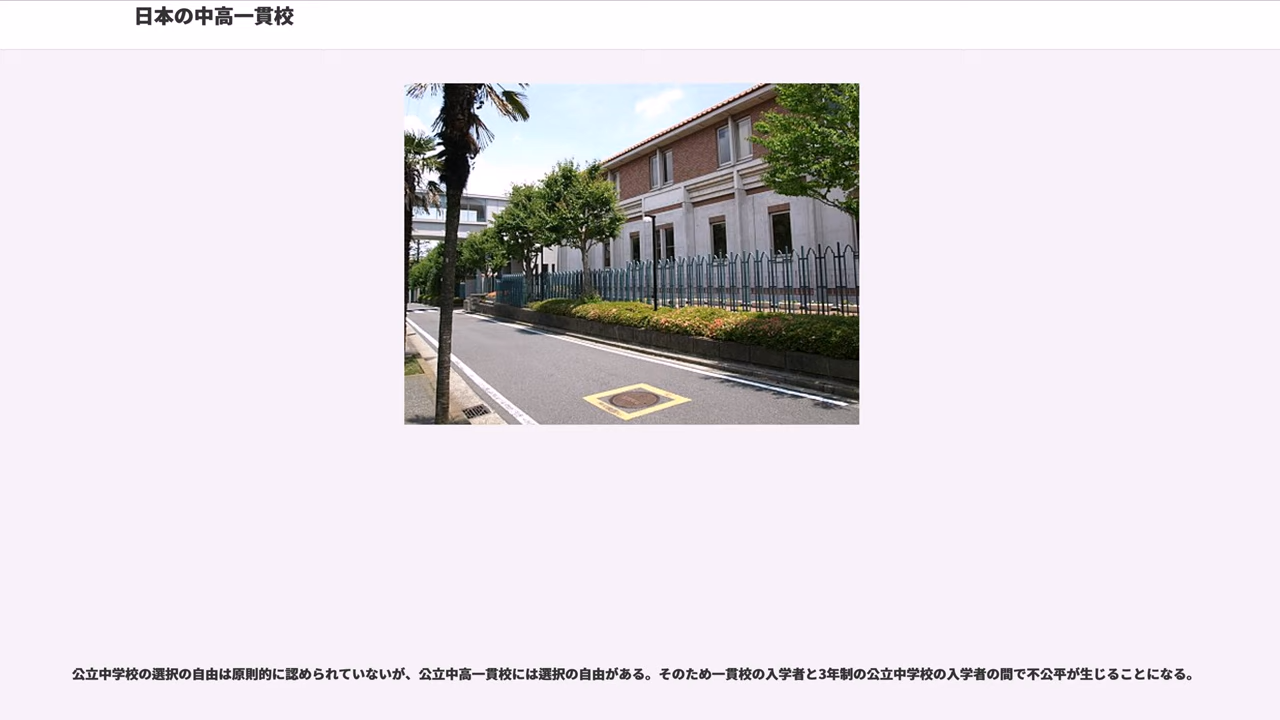 日本の中高一貫校
公立中学校の選択の自由は原則的に認められていないが、公立中高一貫校には選択の自由がある。そのため一貫校の入学者と3年制の公立中学校の入学者の間で不公平が生じることになる。